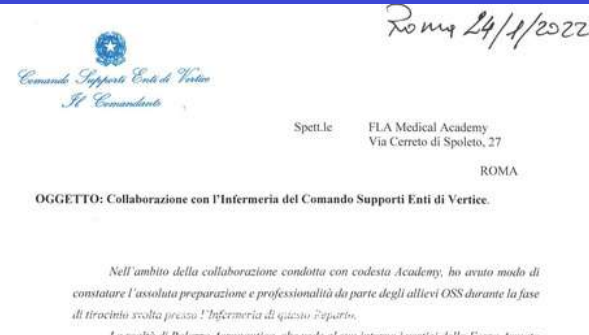 Roma 24/1/2022
Comando Supporti Enti di Vertice
Il Comandante
Spett.le FLA Medical Academy
Via Cerreto di Spoleto, 27
ROMA
OGGETTO: Collaborazione con l'Infermeria del Comando Supporti Enti di Vertice.
Nell'ambito della collaborazione condotta con codesta Academy, ho avuto modo di
constatare l'assoluta preparazione e professionalità da parte degli allievi OSS durante la fase
di tirocinio svolta presso l'Infermeria di questo Reparto.